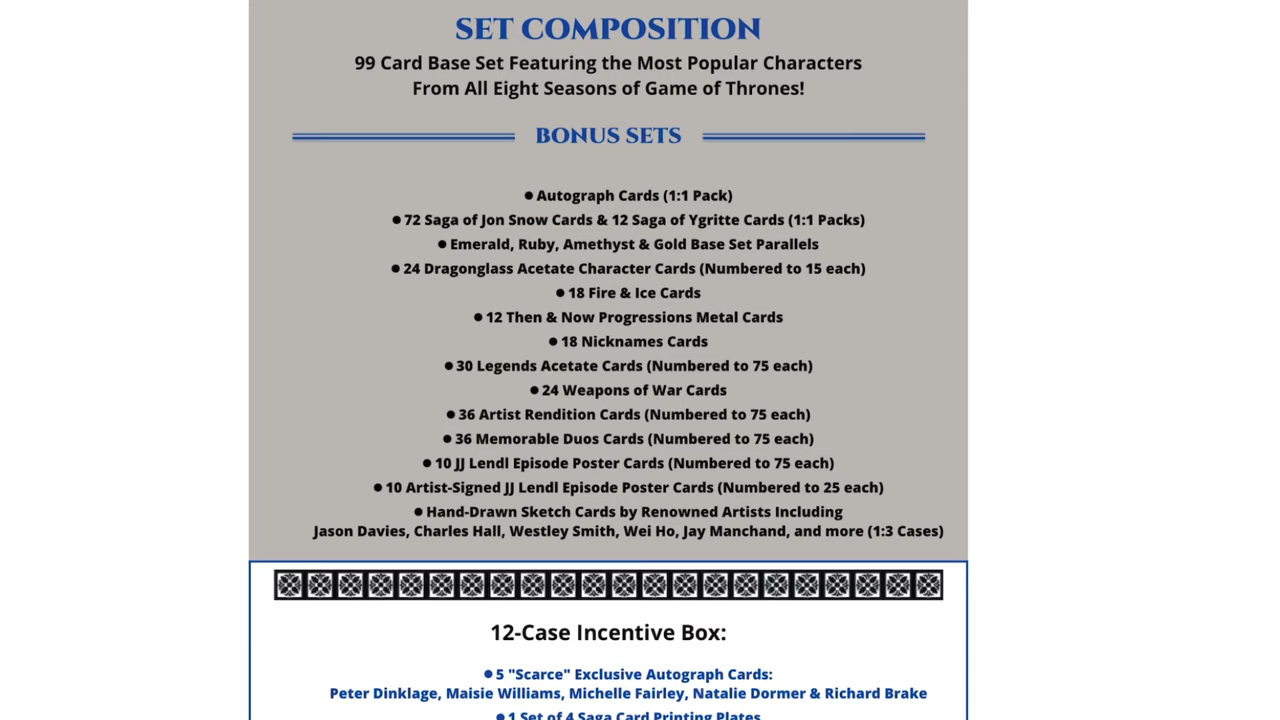 SET COMPOSITION
99 Card Base Set Featuring the Most Popular Characters
From All Eight Seasons of Game of Thrones!
BONUS SETS
● Autograph Cards (1:1 Pack)
● 72 Saga of Jon Snow Cards & 12 Saga of Ygritte Cards (1:1 Packs)
● Emerald, Ruby, Amethyst & Gold Base Set Parallels
● 24 Dragonglass Acetate Character Cards (Numbered to 15 each)
● 18 Fire & Ice Cards
● 12 Then & Now Progressions Metal Cards
● 18 Nicknames Cards
● 30 Legends Acetate Cards (Numbered to 75 each)
● 24 Weapons of War Cards
● 36 Artist Rendition Cards (Numbered to 75 each)
● 36 Memorable Duos Cards (Numbered to 75 each)
● 10 JJ Lendl Episode Poster Cards (Numbered to 75 each)
● 10 Artist-Signed JJ Lendl Episode Poster Cards (Numbered to 25 each)
● Hand-Drawn Sketch Cards by Renowned Artists Including
Jason Davies, Charles Hall, Westley Smith, Wei Ho, Jay Manchand, and more (1:3 Cases)
12-Case Incentive Box:
● 5 "Scarce" Exclusive Autograph Cards:
Peter Dinklage, Maisie Williams, Michelle Fairley, Natalie Dormer & Richard Brake
● 1 Set of 4 Saga Card Printing Plates